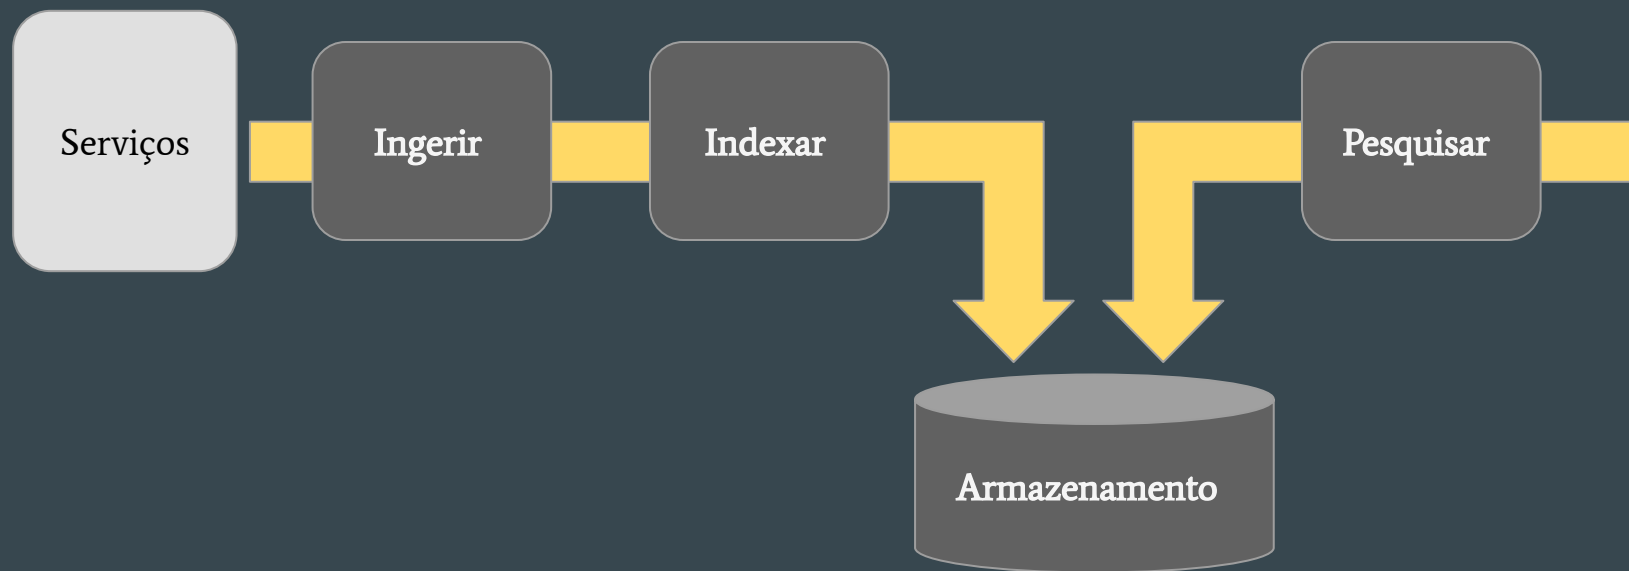 Serviços
Ingerir
Indexar
Pesquisar
Armazenamento